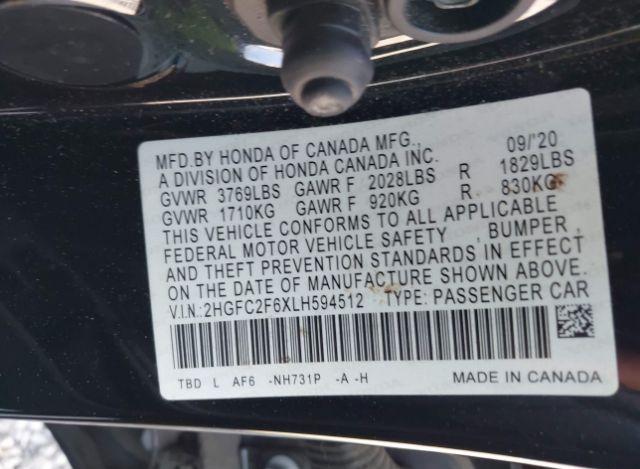 MFD.BY HONDA OF CANADA MFG., 09/'20
A DIVISION OF HONDA CANADA INC.
GVWR 3769LBS GAWR F 2028LBS R 1829LBS
GVWR 1710KG GAWR F 920KG R 830KG
THIS VEHICLE CONFORMS TO ALL APPLICABLE
FEDERAL MOTOR VEHICLE SAFETY , BUMPER ,
AND THEFT PREVENTION STANDARDS IN EFFECT
ON THE DATE OF MANUFACTURE SHOWN ABOVE.
V.I.N.:2HGFC2F6XLH594512 TYPE: PASSENGER CAR
TBD L AF6 -NH731P -A -H MADE IN CANADA